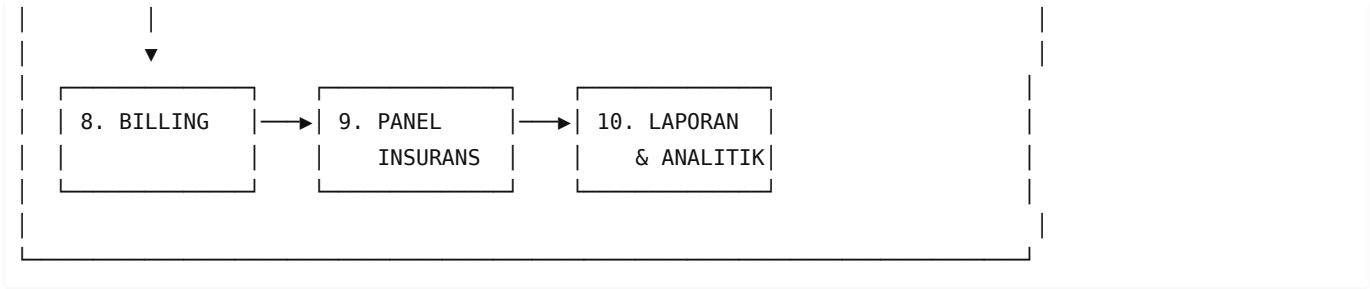 8. BILLING 9. PANEL 10. LAPORAN
INSURANS & ANALITIK